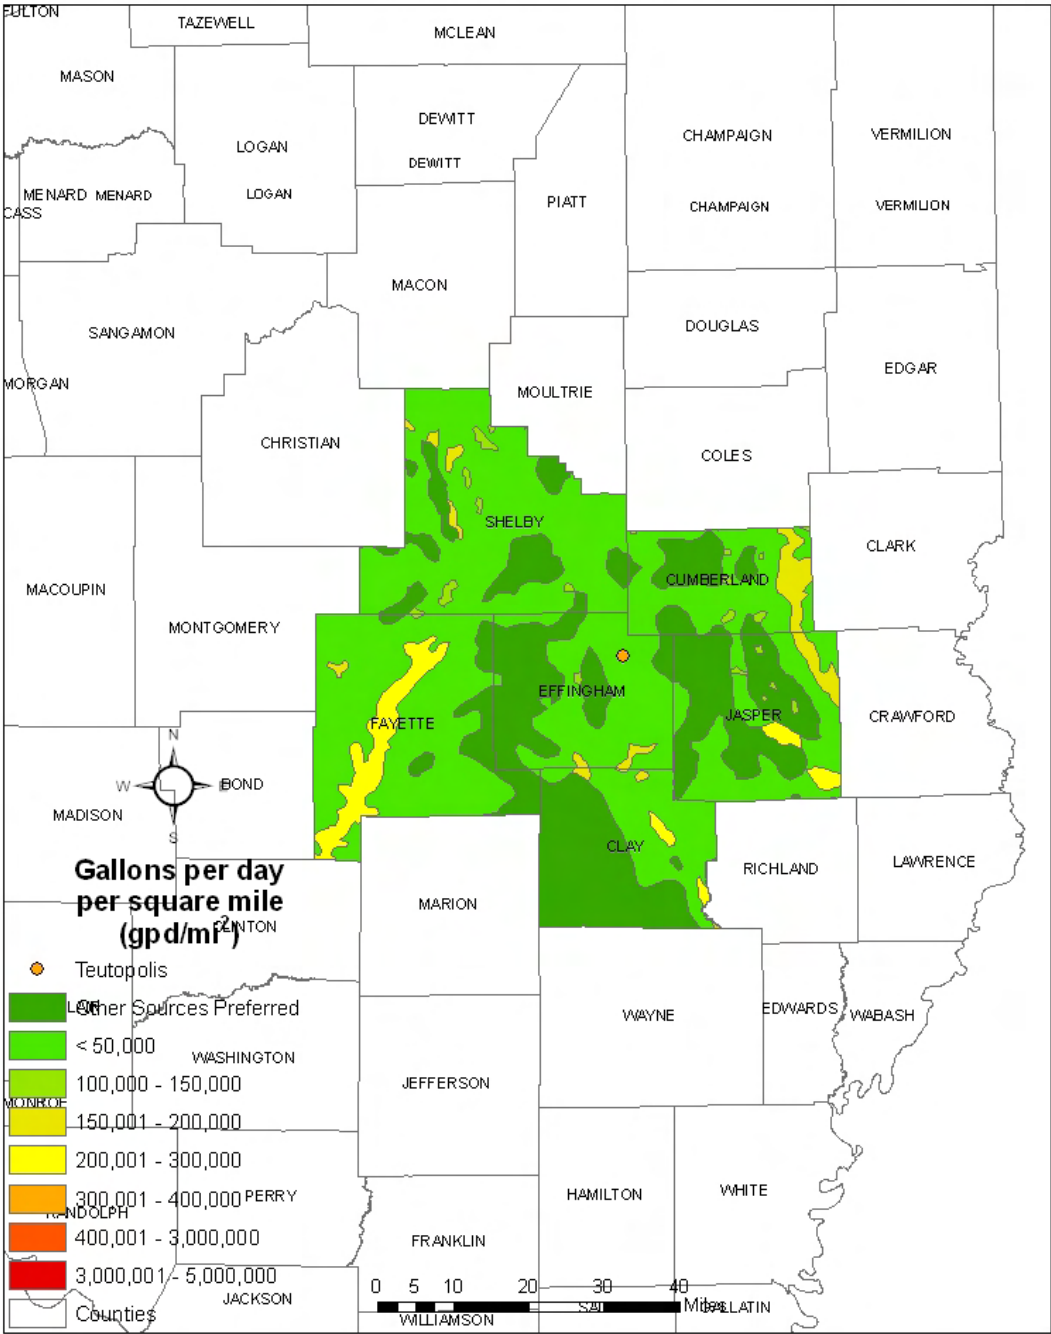 FULTON
TAZEWELL
MCLEAN
MASON
DEWITT
LOGAN
CHAMPAIGN
VERMILION
DEWITT
MENARD MENARD
LOGAN
PIATT
CHAMPAIGN
VERMILION
CASS
MACON
SANGAMON
DOUGLAS
EDGAR
MORGAN
MOULTRIE
CHRISTIAN
COLES
SHELBY
CLARK
CUMBERLAND
MACOUPIN
MONTGOMERY
EFFINGHAM
FAYETTE
JASPER
CRAWFORD
N
W E
S
BOND
MADISON
CLAY
RICHLAND
LAWRENCE
MARION
Gallons per day
per square mile
(gpd/mi²)
CLINTON
Teutopolis
Other Sources Preferred
WAYNE
EDWARDS
WABASH
< 50,000
WASHINGTON
JEFFERSON
100,000 - 150,000
MONROE
150,001 - 200,000
200,001 - 300,000
300,001 - 400,000
PERRY
HAMILTON
WHITE
RANDOLPH
400,001 - 3,000,000
FRANKLIN
3,000,001 - 5,000,000
0 5 10 20 30 40
Miles
JACKSON
GALLATIN
Counties
WILLIAMSON